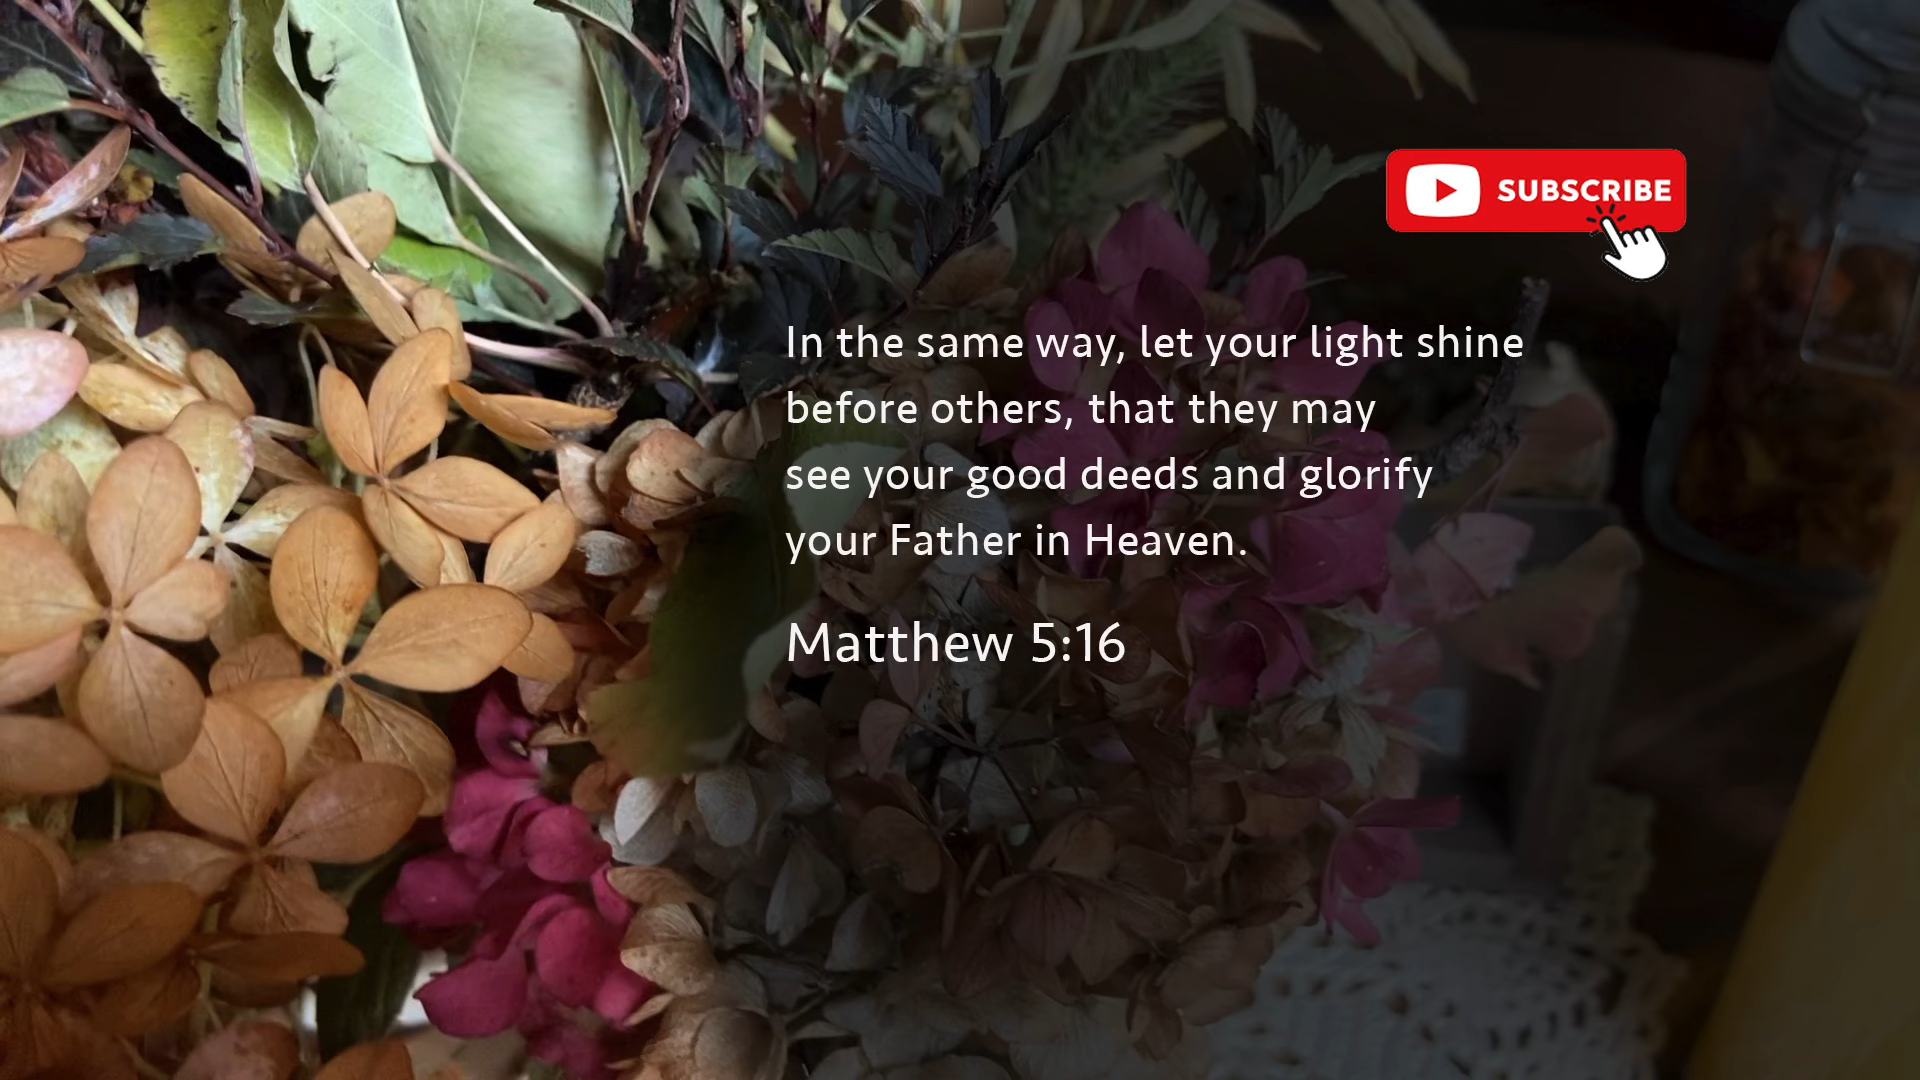 SUBSCRIBE
In the same way, let your light shine
before others, that they may
see your good deeds and glorify
your Father in Heaven.
Matthew 5:16